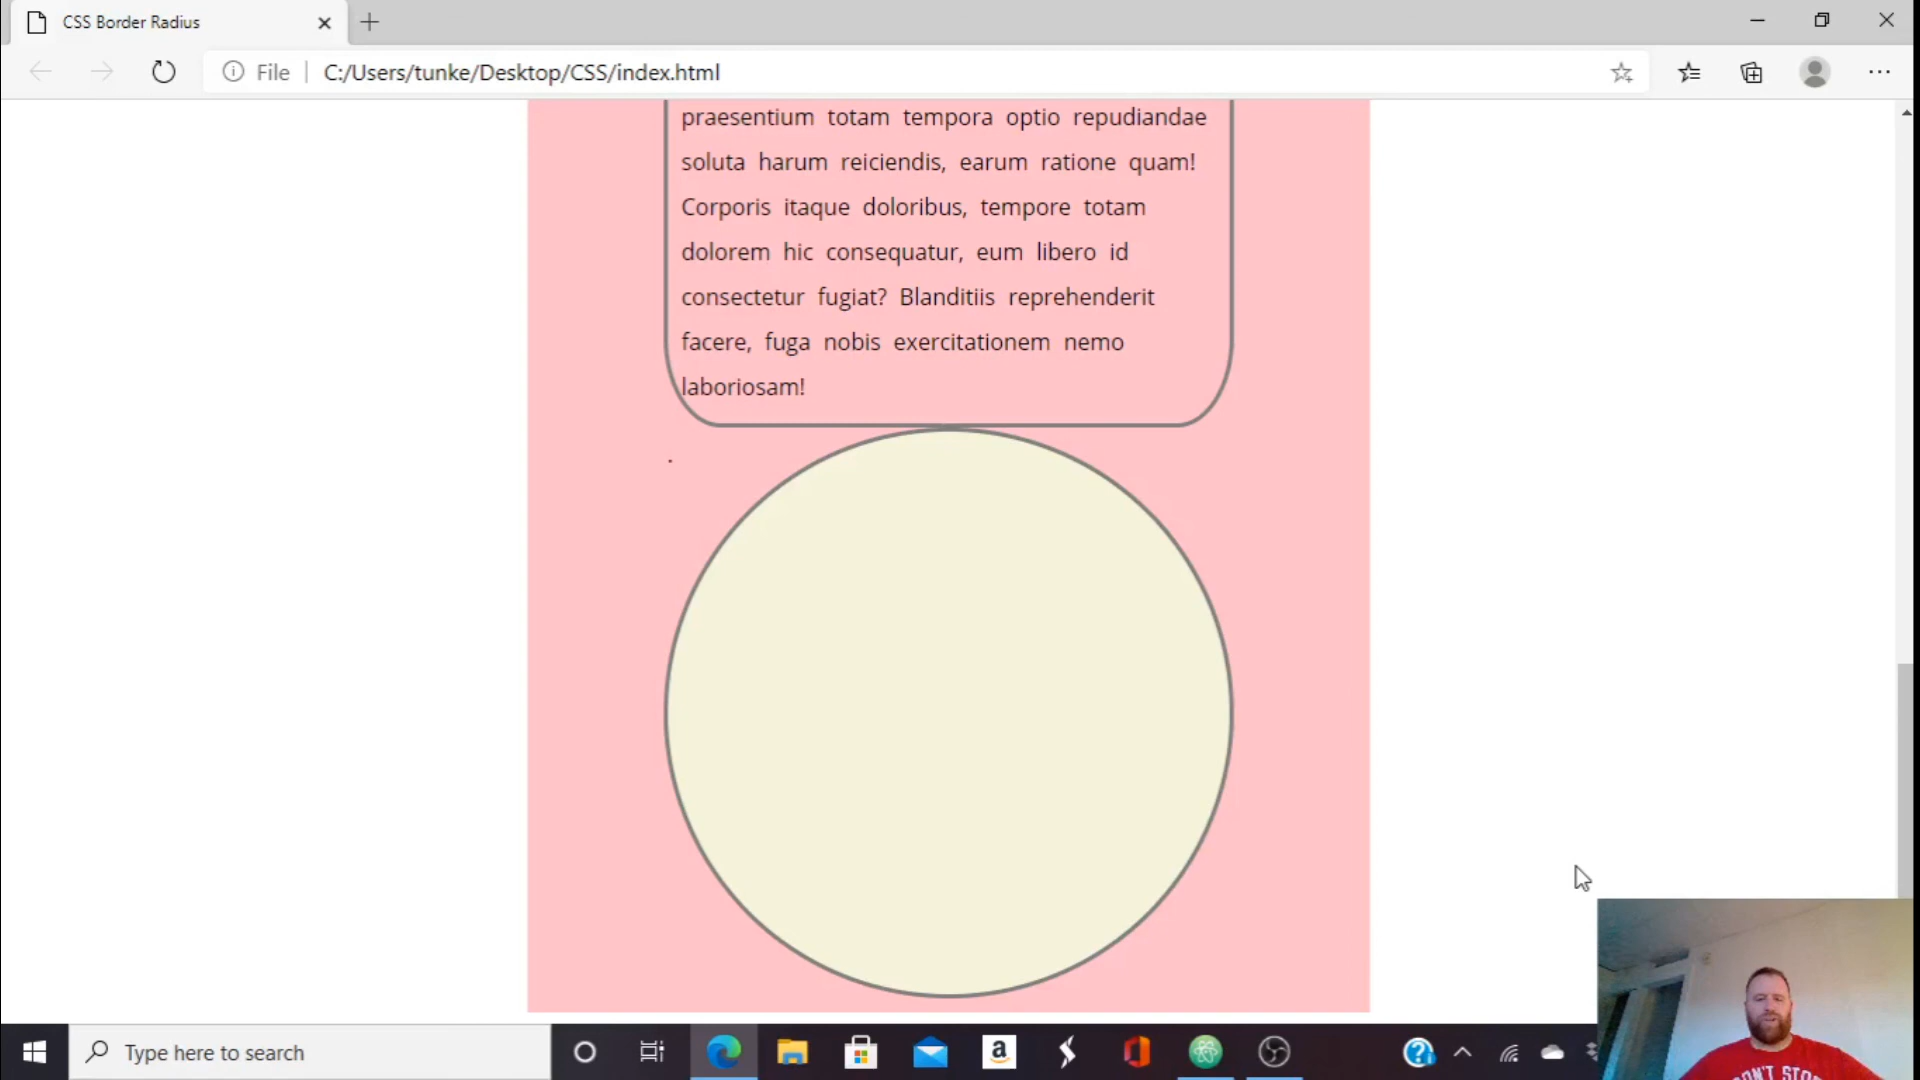 CSS Border Radius
File
C:/Users/tunke/Desktop/CSS/index.html
praesentium totam tempora optio repudiandae
soluta harum reiciendis, earum ratione quam!
Corporis itaque doloribus, tempore totam
dolorem hic consequatur, eum libero id
consectetur fugiat? Blanditiis reprehenderit
facere, fuga nobis exercitationem nemo
laboriosam!
.
Type here to search
a
DON'T STO